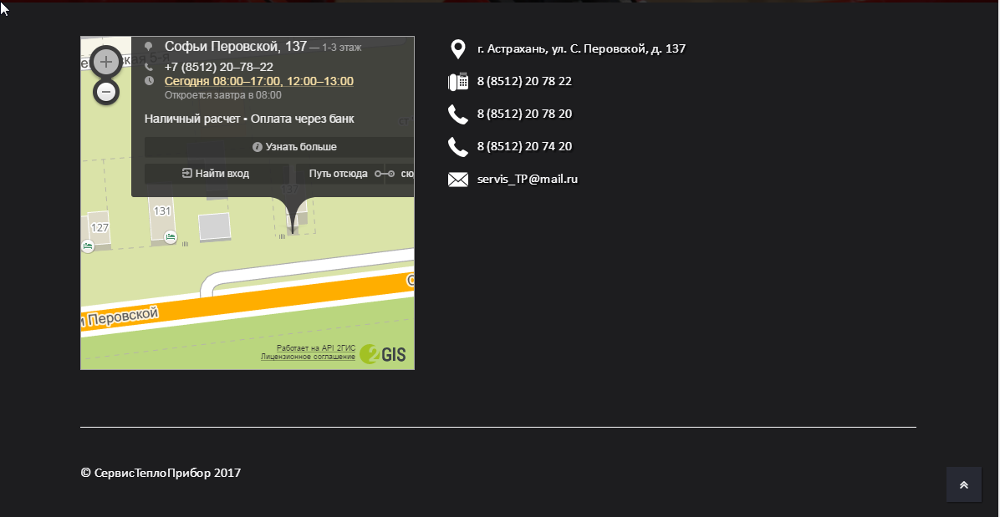 Софьи Перовской, 137 — 1-3 этаж
+7 (8512) 20‒78‒22
Сегодня 08:00–17:00, 12:00–13:00
Откроется завтра в 08:00
Наличный расчет • Оплата через банк
Узнать больше
Найти вход
Путь отсюда
137
131
127
и Перовской
Работает на API 2ГИС
Лицензионное соглашение
2GIS
г. Астрахань, ул. С. Перовской, д. 137
8 (8512) 20 78 22
8 (8512) 20 78 20
8 (8512) 20 74 20
servis_TP@mail.ru
© СервисТеплоПрибор 2017